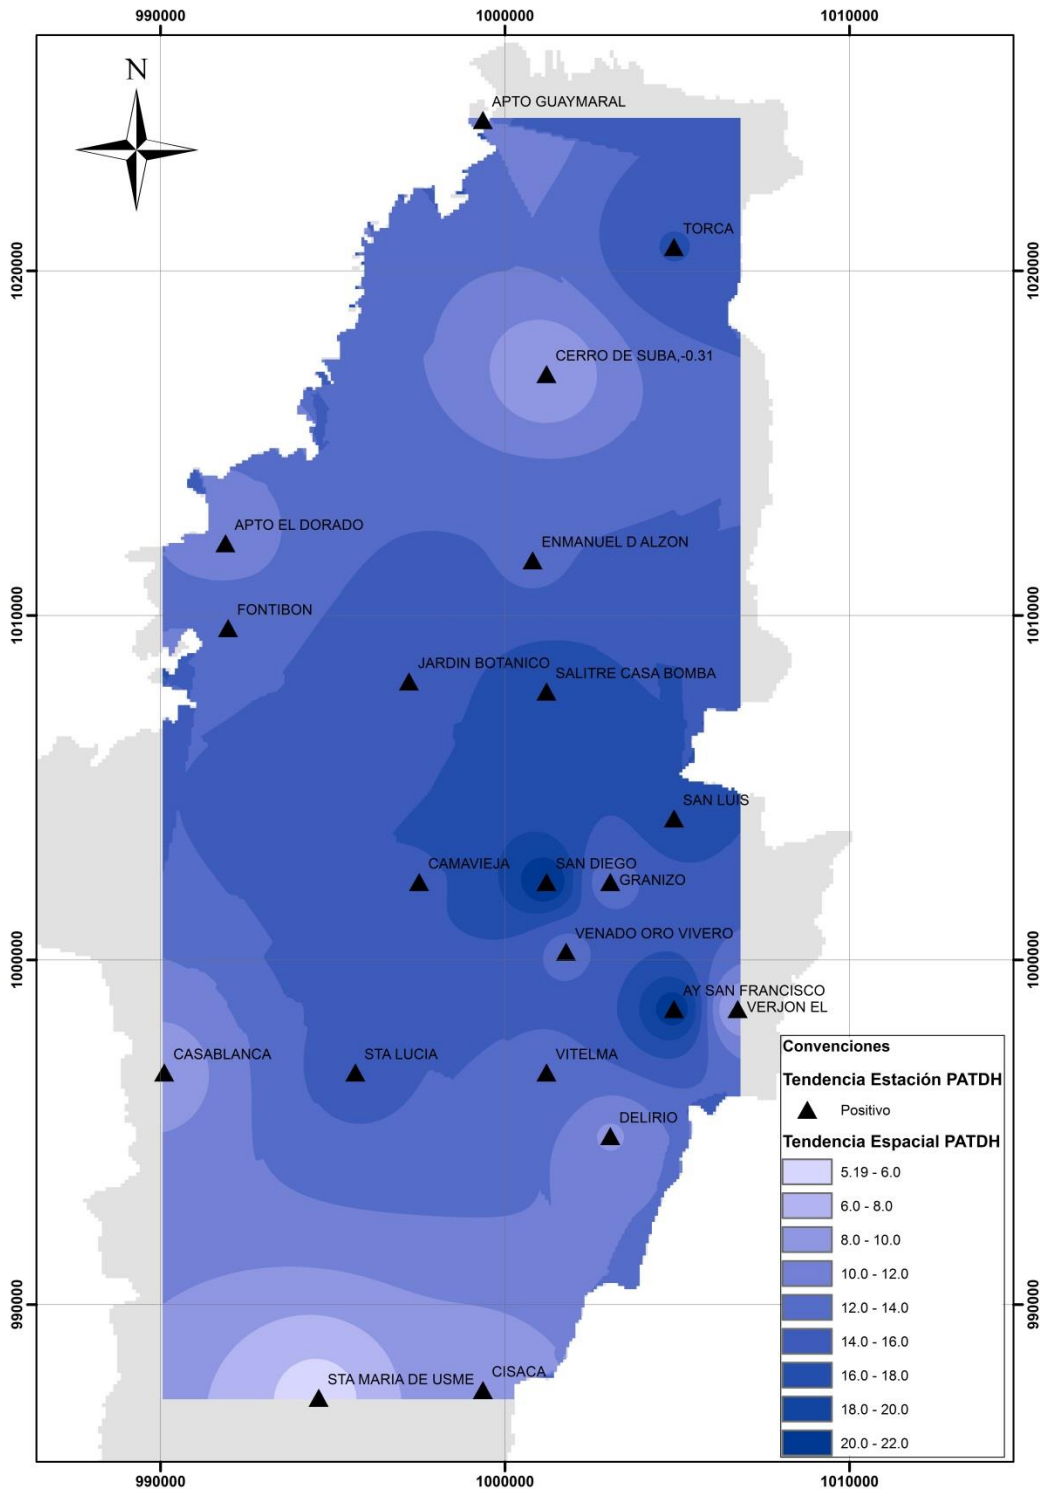 990000
1000000
1010000
N
APTO GUAYMARAL
TORCA
1020000
1020000
CERRO DE SUBA,-0.31
APTO EL DORADO
ENMANUEL D ALZON
FONTIBON
1010000
1010000
JARDIN BOTANICO
SALITRE CASA BOMBA
SAN LUIS
CAMAVIEJA
SAN DIEGO
GRANIZO
VENADO ORO VIVERO
1000000
1000000
AY SAN FRANCISCO
VERJON EL
CASABLANCA
STA LUCIA
VITELMA
DELIRIO
990000
990000
STA MARIA DE USME
CISACA
Convenciones
Tendencia Estación PATDH
Positivo
Tendencia Espacial PATDH
5.19 - 6.0
6.0 - 8.0
8.0 - 10.0
10.0 - 12.0
12.0 - 14.0
14.0 - 16.0
16.0 - 18.0
18.0 - 20.0
20.0 - 22.0
990000
1000000
1010000